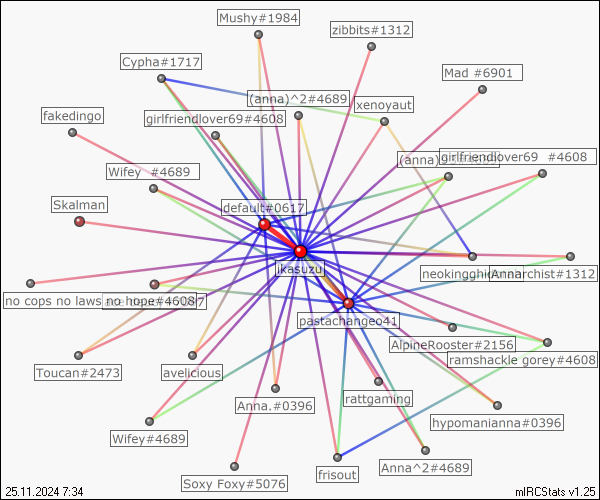 Mushy#1984
zibbits#1312
Cypha#1717
Mad #6901
(anna)^2#4689
xenoyaut
fakedingo
girlfriendlover69#4608
(anna)
girlfriendlover69 #4608
Wifey #4689
Skalman
default#0617
ikasuzu
neokingghi
Annarchist#1312
no cops no laws no hope#4608
pastachangeo41
AlpineRooster#2156
ramshackle gorey#4608
Toucan#2473
avelicious
Anna.#0396
rattgaming
hypomanianna#0396
Wifey#4689
Soxy Foxy#5076
frisout
Anna^2#4689
25.11.2024 7:34
mIRCStats v1.25